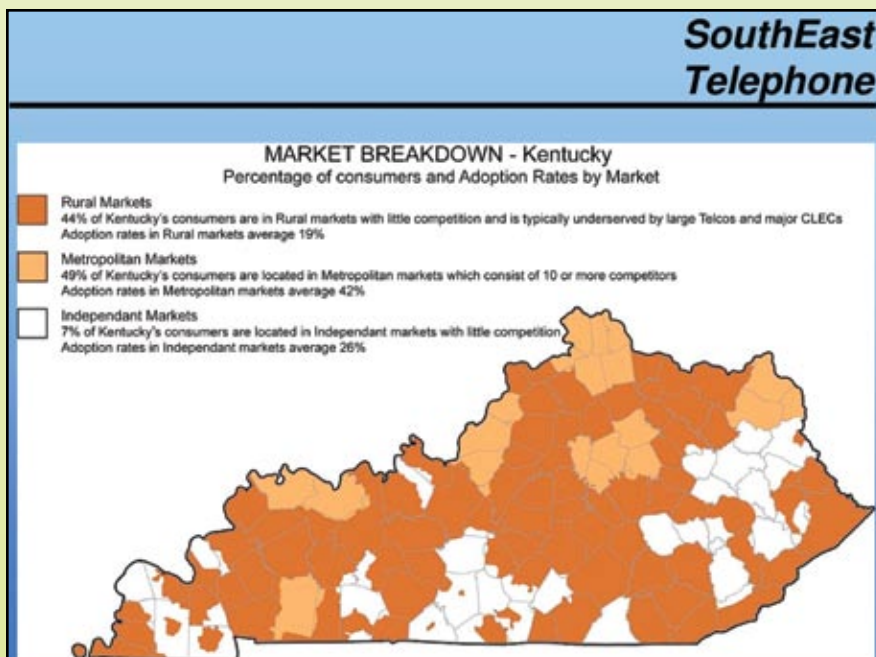 SouthEast
Telephone
MARKET BREAKDOWN - Kentucky
Percentage of consumers and Adoption Rates by Market
Rural Markets
44% of Kentucky's consumers are in Rural markets with little competition and is typically underserved by large Telcos and major CLECs
Adoption rates in Rural markets average 19%
Metropolitan Markets
49% of Kentucky's consumers are located in Metropolitan markets which consist of 10 or more competitors
Adoption rates in Metropolitan markets average 42%
Independant Markets
7% of Kentucky's consumers are located in Independant markets with little competition
Adoption rates in Independant markets average 26%